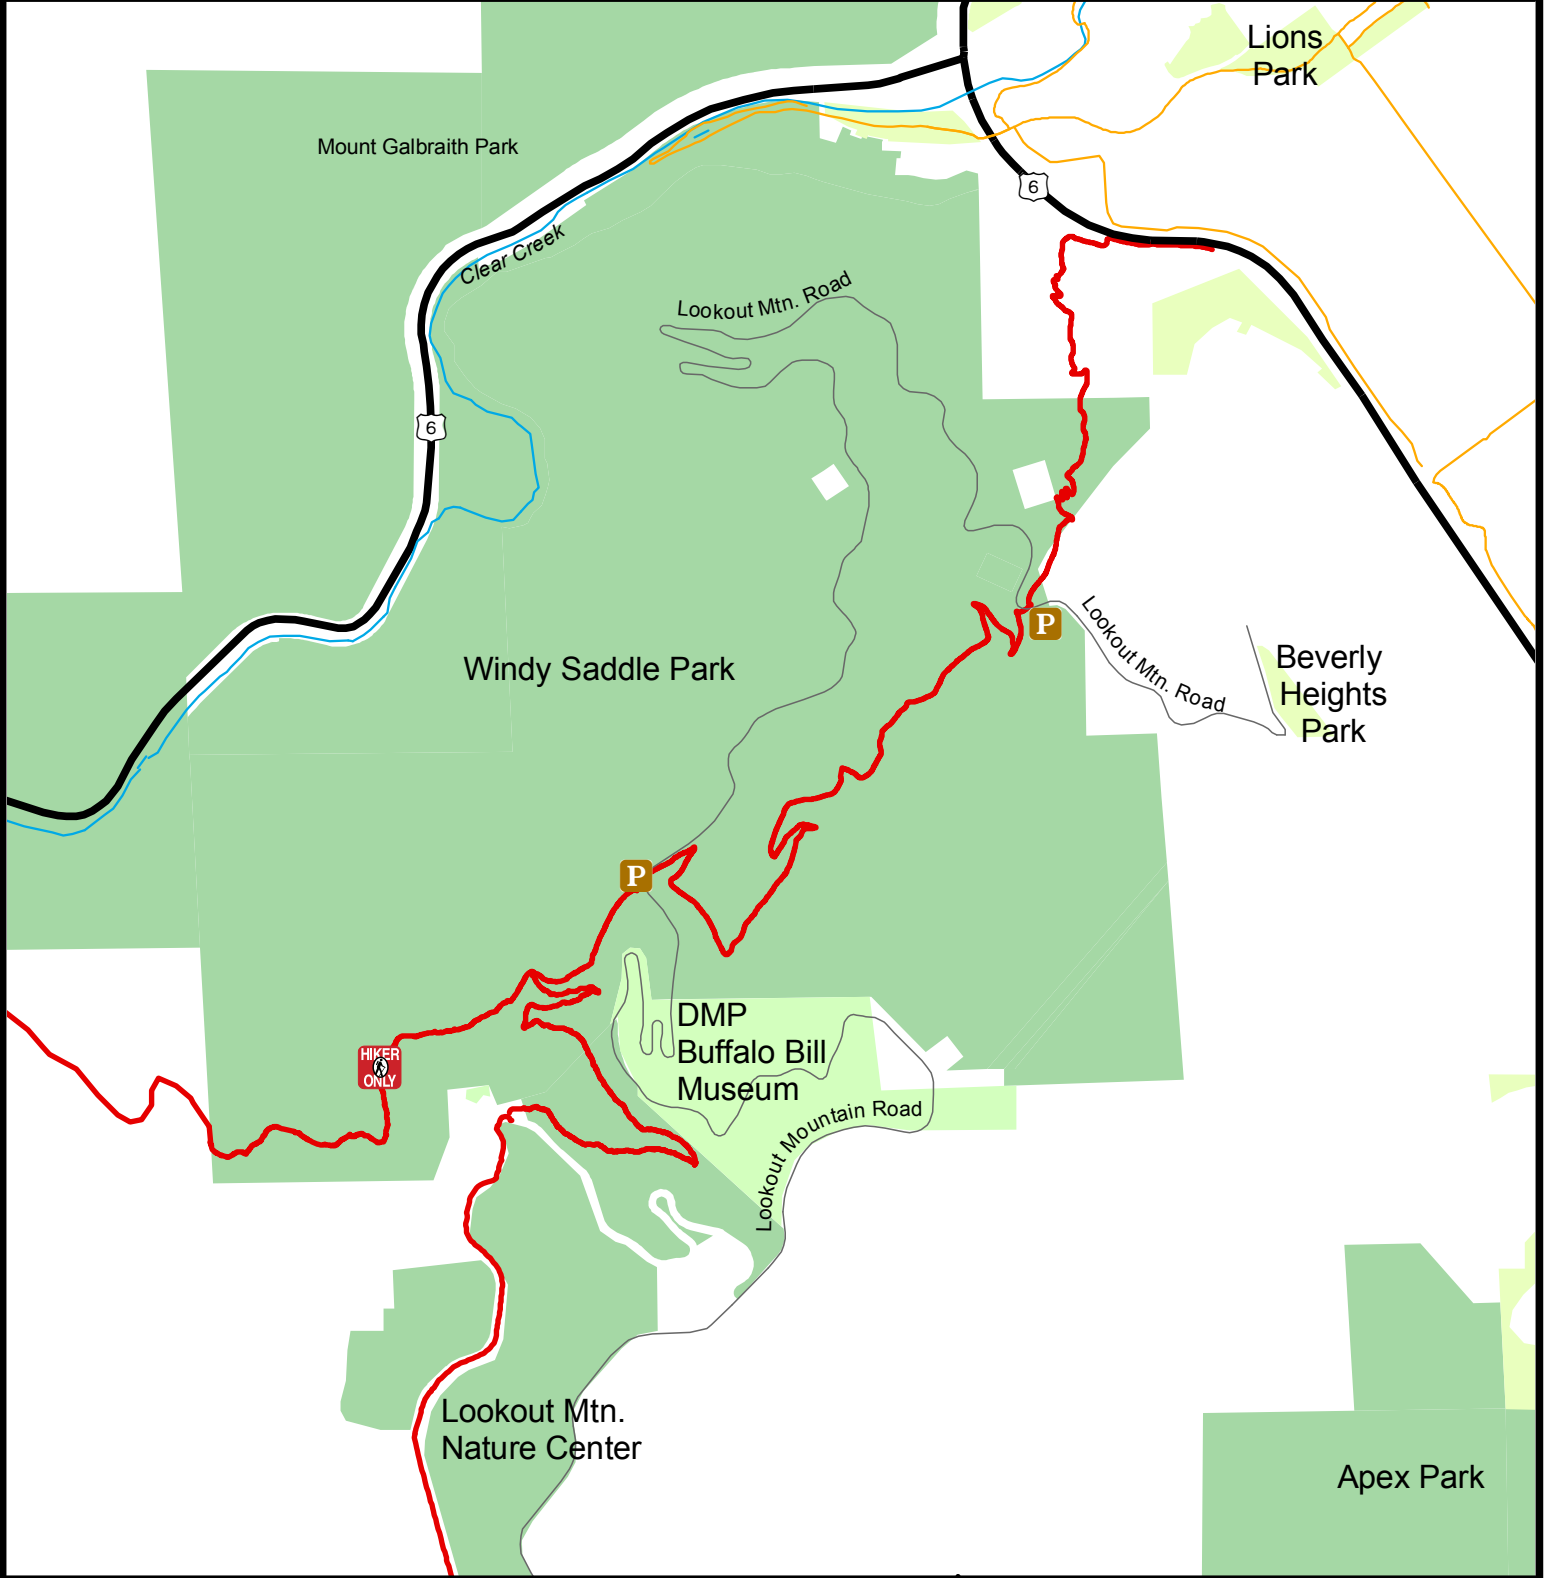 Lions
Park
Mount Galbraith Park
6
Clear Creek
Lookout Mtn. Road
6
P
Lookout Mtn. Road
Windy Saddle Park
Beverly
Heights
Park
P
DMP
Buffalo Bill
Museum
HIKER
ONLY
Lookout Mountain Road
Lookout Mtn.
Nature Center
Apex Park